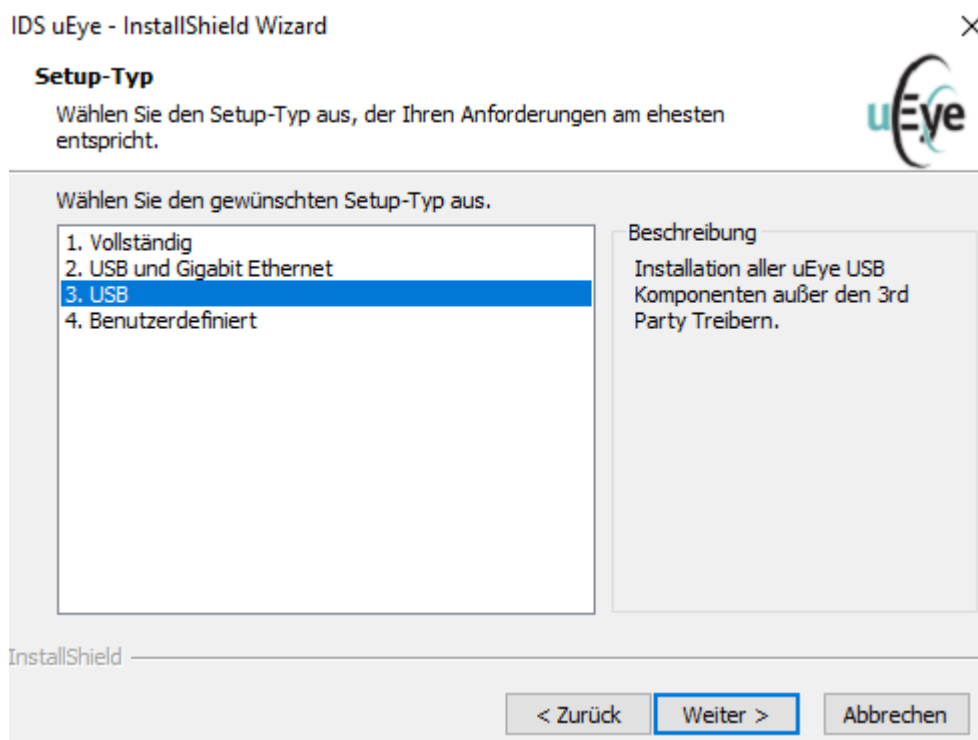 IDS uEye - InstallShield Wizard
Setup-Typ
Wählen Sie den Setup-Typ aus, der Ihren Anforderungen am ehesten
entspricht.
uEye
Wählen Sie den gewünschten Setup-Typ aus.
1. Vollständig
2. USB und Gigabit Ethernet
3. USB
4. Benutzerdefiniert
Beschreibung
Installation aller uEye USB
Komponenten außer den 3rd
Party Treibern.
InstallShield
< Zurück
Weiter >
Abbrechen